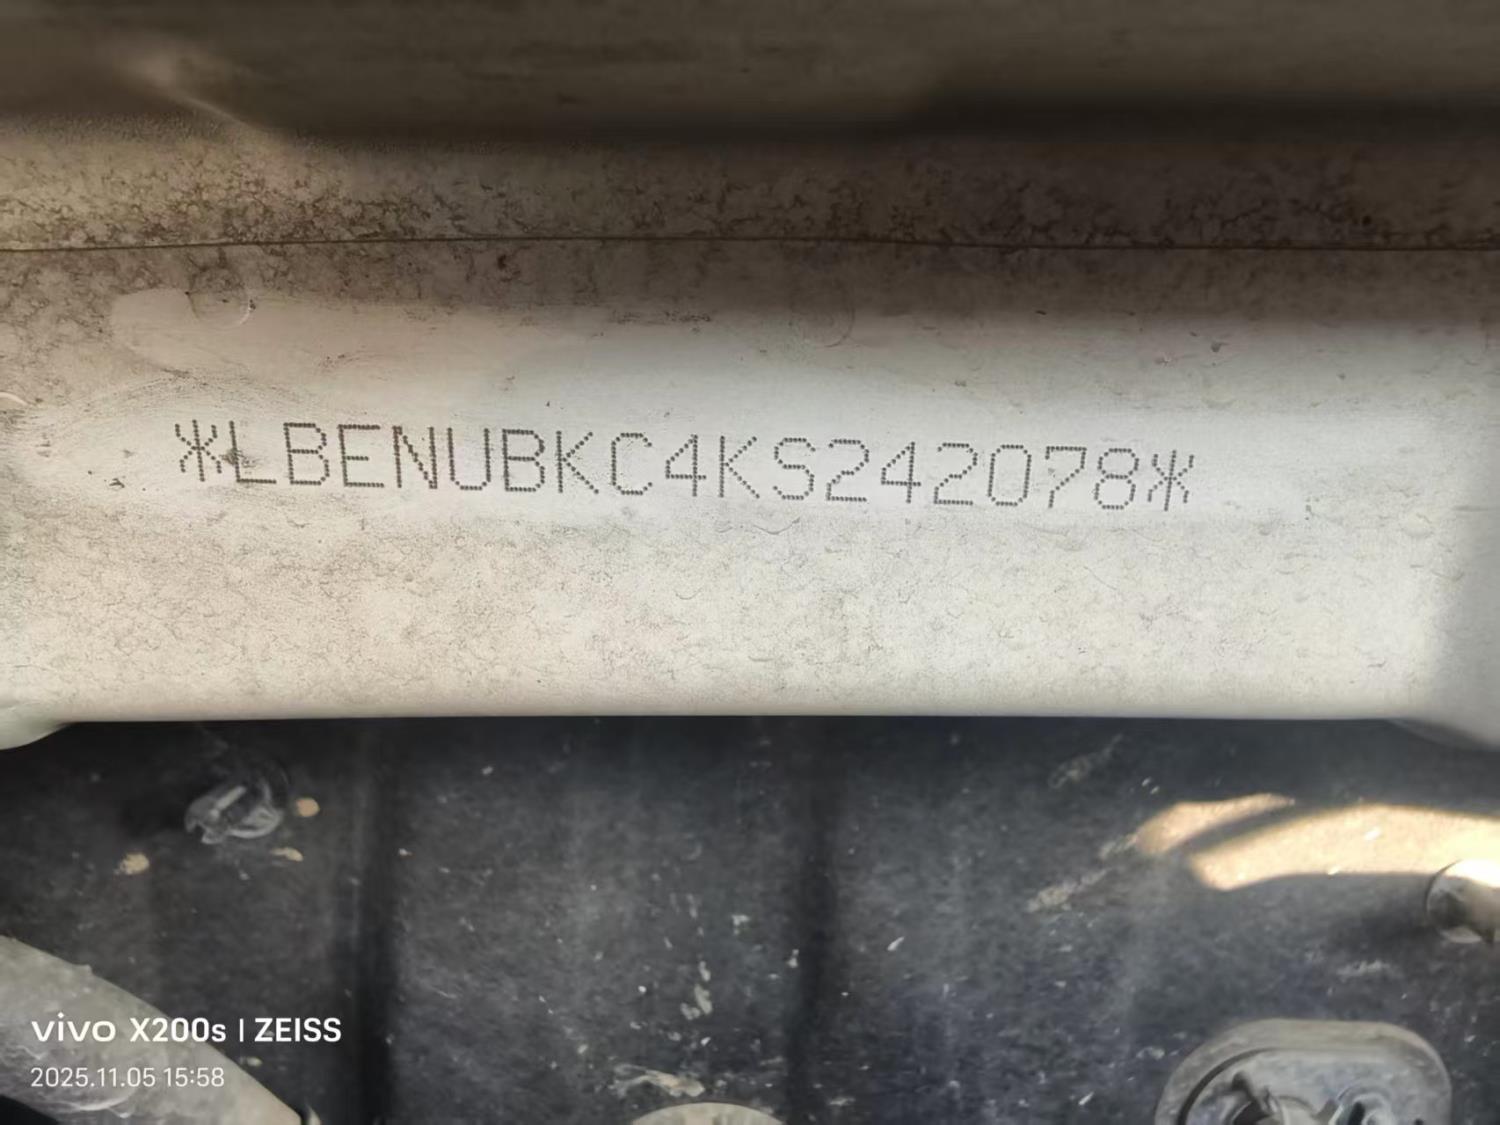 *LBENUBKC4KS242078*
vivo X200s | ZEISS
2025.11.05 15:58